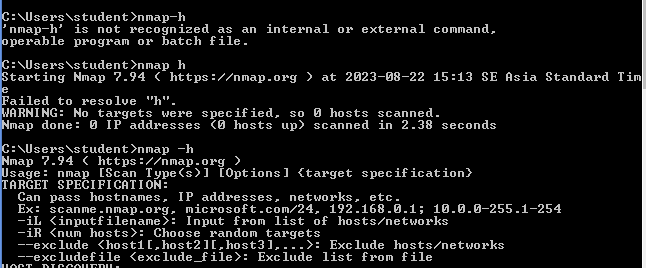 C:\Users\student>nmap-h
'nmap-h' is not recognized as an internal or external command,
operable program or batch file.
C:\Users\student>nmap h
Starting Nmap 7.94 ( https://nmap.org ) at 2023-08-22 15:13 SE Asia Standard Tim
e
Failed to resolve "h".
WARNING: No targets were specified, so 0 hosts scanned.
Nmap done: 0 IP addresses (0 hosts up) scanned in 2.38 seconds
C:\Users\student>nmap -h
Nmap 7.94 ( https://nmap.org )
Usage: nmap [Scan Type(s)] [Options] {target specification}
TARGET SPECIFICATION:
  Can pass hostnames, IP addresses, networks, etc.
  Ex: scanme.nmap.org, microsoft.com/24, 192.168.0.1; 10.0.0-255.1-254
  -iL <inputfilename>: Input from list of hosts/networks
  -iR <num hosts>: Choose random targets
  --exclude <host1[,host2][,host3],...>: Exclude hosts/networks
  --excludefile <exclude_file>: Exclude list from file
HOST DISCOVERY: